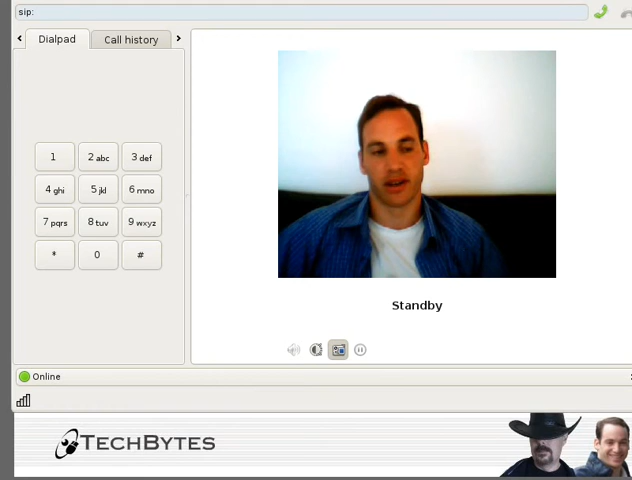 sip:
Dialpad
Call history
1
2 abc
3 def
4 ghi
5 jkl
6 mno
7 pqrs
8 tuv
9 wxyz
*
0
#
Standby
Online
TECHBYTES